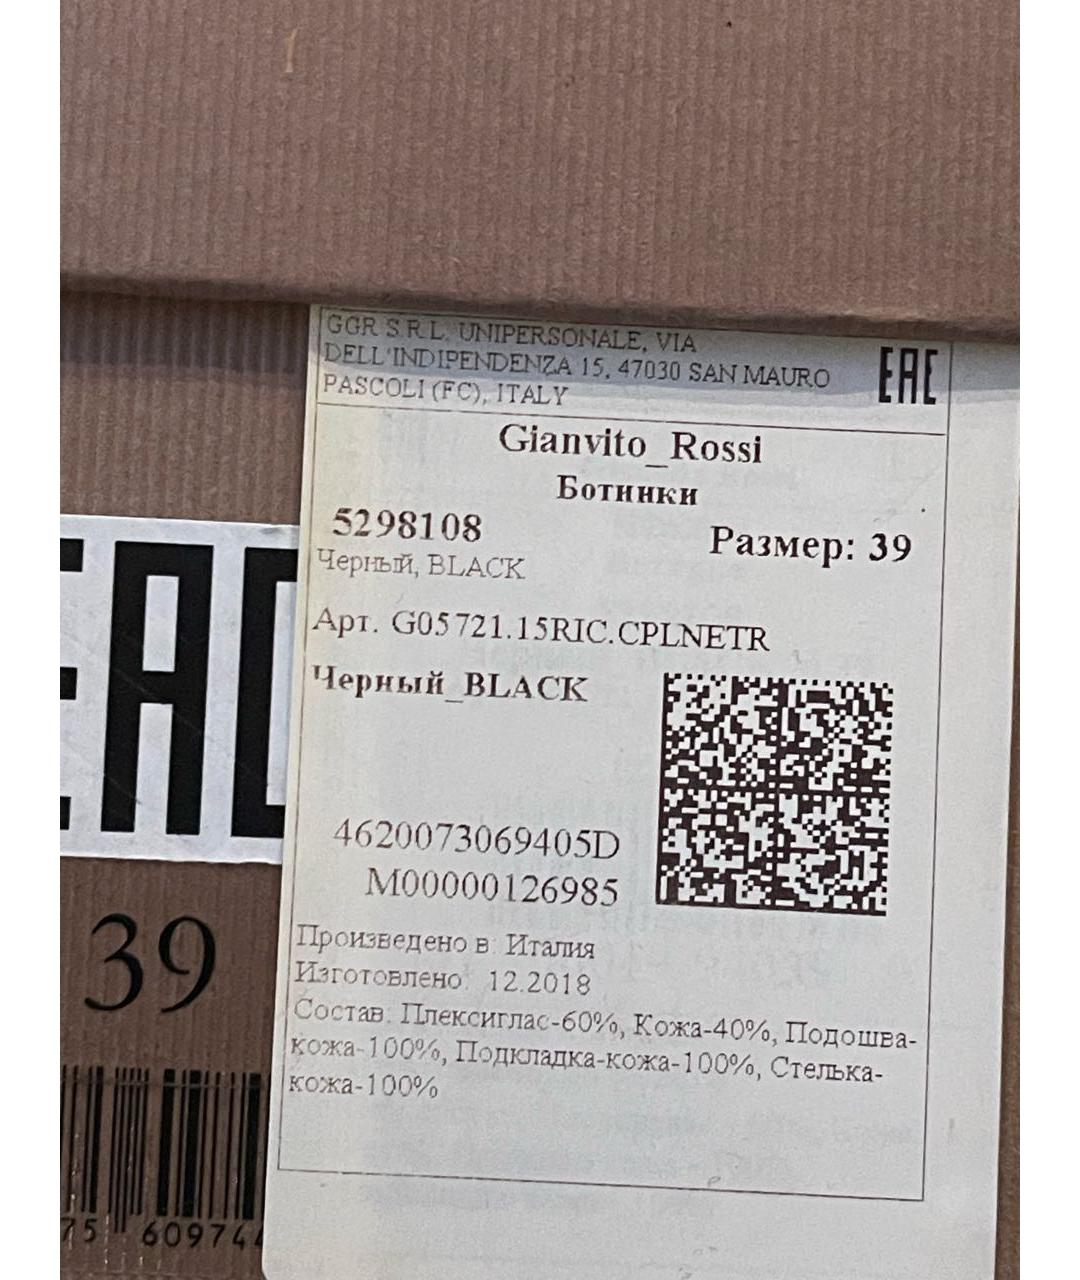 GGR S.R.L. UNIPERSONALE, VIA
DELL'INDIPENDENZA 15, 47030 SAN MAURO
PASCOLI (FC), ITALY
EAC
Gianvito_Rossi
Ботинки
5298108
Размер: 39
Черный, BLACK
Арт. G05721.15RIC.CPLNETR
Черный_BLACK
4620073069405D
M00000126985
Произведено в: Италия
Изготовлено: 12.2018
Состав: Плексиглас-60%, Кожа-40%, Подошва-
кожа-100%, Подкладка-кожа-100%, Стелька-
кожа-100%
EAC
39
75 60974